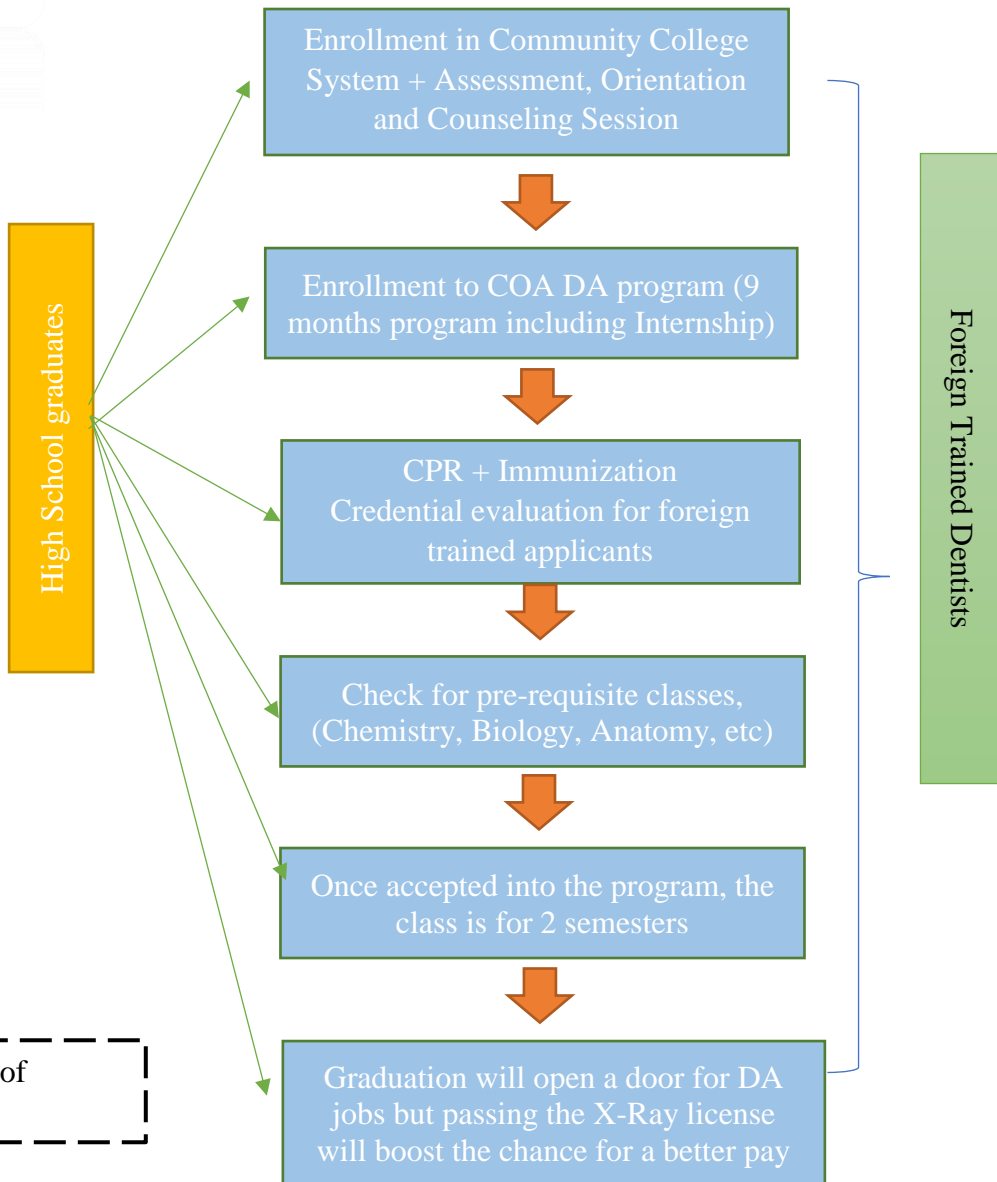 Enrollment in Community College
System + Assessment, Orientation
and Counseling Session
High School graduates
Enrollment to COA DA program (9
months program including Internship)
Foreign Trained Dentists
CPR + Immunization
Credential evaluation for foreign
trained applicants
Check for pre-requisite classes,
(Chemistry, Biology, Anatomy, etc)
Once accepted into the program, the
class is for 2 semesters
of
Graduation will open a door for DA
jobs but passing the X-Ray license
will boost the chance for a better pay